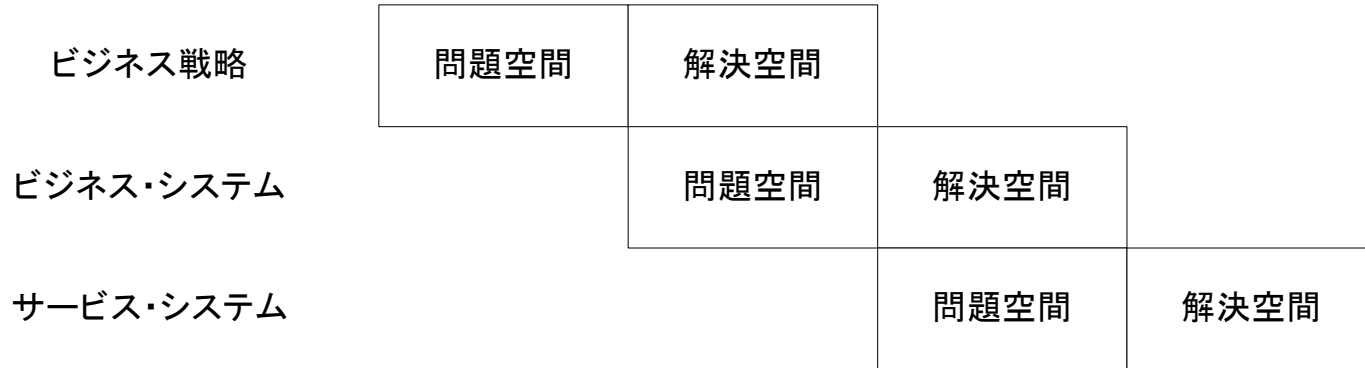 ビジネス戦略 問題空間 解決空間
ビジネス・システム 問題空間 解決空間
サービス・システム 問題空間 解決空間